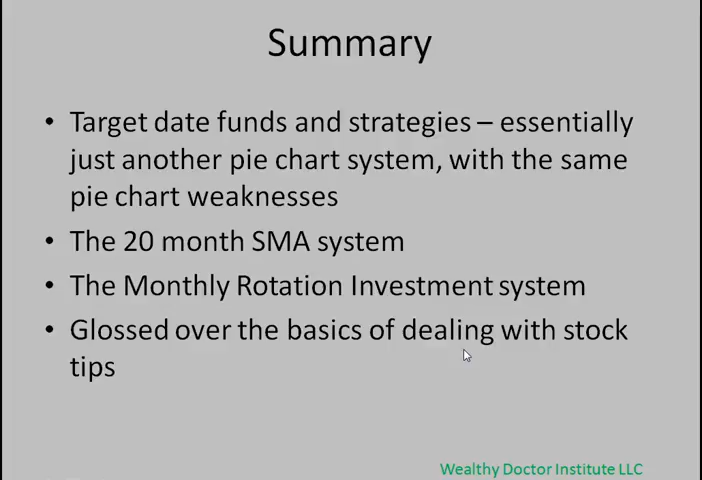 Summary
• Target date funds and strategies – essentially
just another pie chart system, with the same
pie chart weaknesses
• The 20 month SMA system
• The Monthly Rotation Investment system
• Glossed over the basics of dealing with stock
tips
Wealthy Doctor Institute LLC